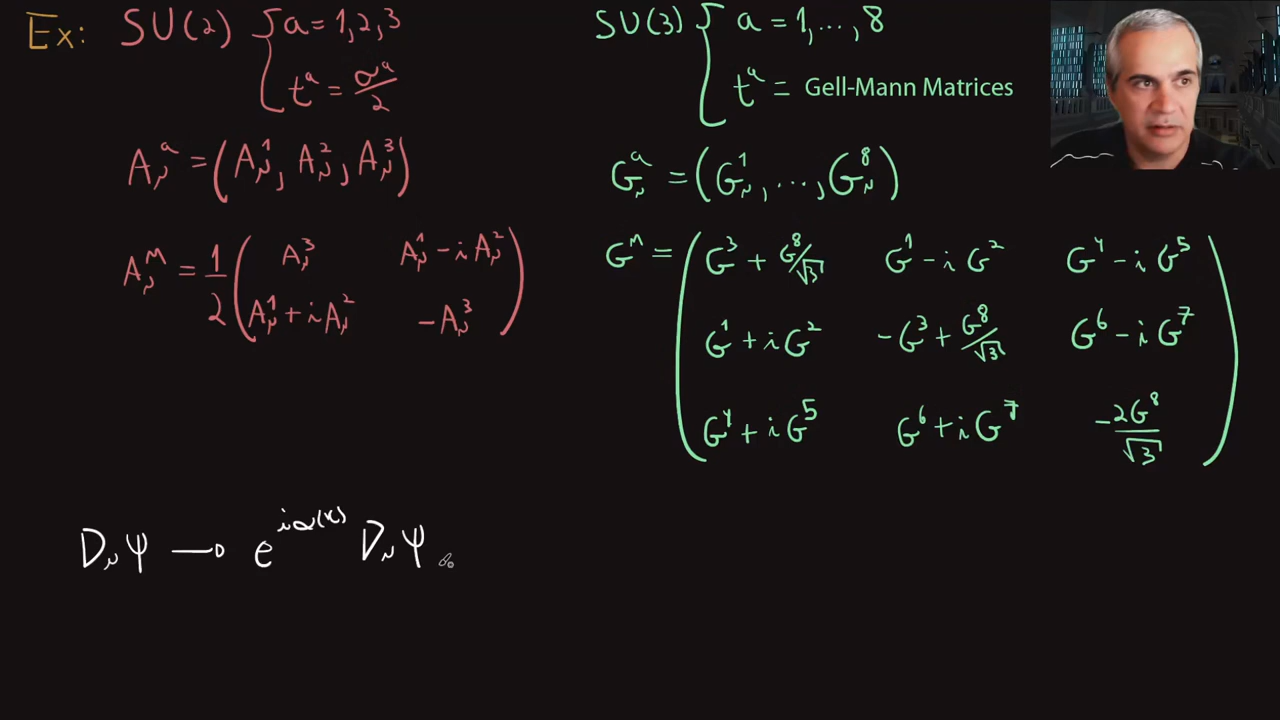 Ex: SU(2) { a = 1,2,3
t^a = σ^a/2
A_μ^a = (A_μ^1, A_μ^2, A_μ^3)
A_μ^M = 1/2 ( A_μ^3 A_μ^1 - i A_μ^2
A_μ^1 + i A_μ^2 -A_μ^3 )
SU(3) { a = 1,...,8
t^a = Gell-Mann Matrices
G_μ^a = (G_μ^1, ..., G_μ^8)
G^M = ( G^3 + G^8/√3 G^1 - i G^2 G^4 - i G^5
G^1 + i G^2 -G^3 + G^8/√3 G^6 - i G^7
G^4 + i G^5 G^6 + i G^7 -2G^8/√3 )
D_μ ψ → e^{iα(x)} D_μ ψ